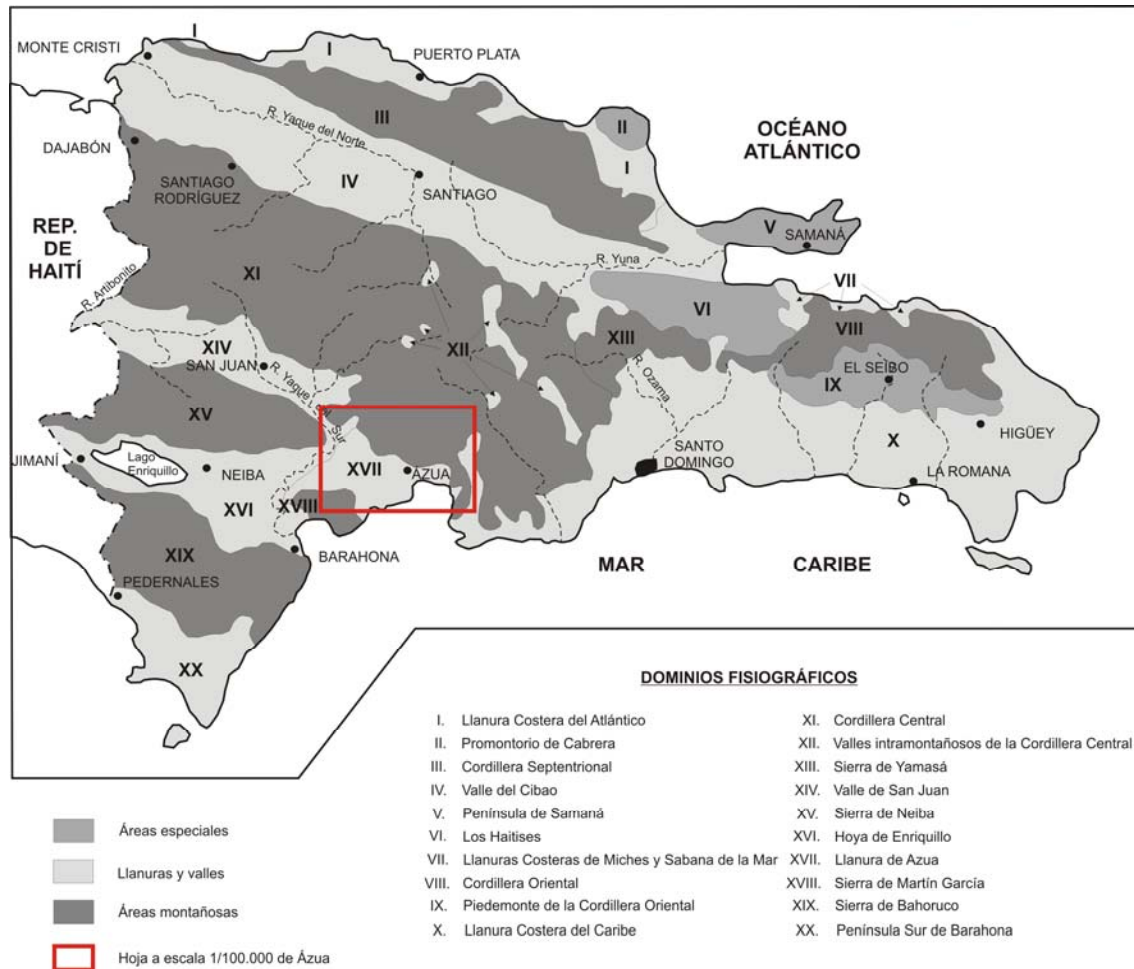 I
I
MONTE CRISTI
PUERTO PLATA
III
II
R. Yaque del Norte
OCÉANO
ATLÁNTICO
DAJABÓN
I
SANTIAGO
RODRÍGUEZ
IV
SANTIAGO
REP.
DE
HAITÍ
V
SAMANÁ
R. Yuna
XI
VII
R. Artibonito
VI
VIII
XII
XIII
XIV
SAN JUAN
EL SEÍBO
R. Yaque del Sur
R. Ozama
IX
XV
HIGÜEY
JIMANÍ
Lago
Enriquillo
NEIBA
XVII
ÁZUA
SANTO
DOMINGO
X
LA ROMANA
XVI
XVIII
XIX
BARAHONA
MAR
CARIBE
PEDERNALES
XX
DOMINIOS FISIOGRÁFICOS
I. Llanura Costera del Atlántico
II. Promontorio de Cabrera
III. Cordillera Septentrional
IV. Valle del Cibao
V. Península de Samaná
VI. Los Haitises
VII. Llanuras Costeras de Miches y Sabana de la Mar
VIII. Cordillera Oriental
IX. Piedemonte de la Cordillera Oriental
X. Llanura Costera del Caribe
XI. Cordillera Central
XII. Valles intramontañosos de la Cordillera Central
XIII. Sierra de Yamasá
XIV. Valle de San Juan
XV. Sierra de Neiba
XVI. Hoya de Enriquillo
XVII. Llanura de Azua
XVIII. Sierra de Martín García
XIX. Sierra de Bahoruco
XX. Península Sur de Barahona
Áreas especiales
Llanuras y valles
Áreas montañosas
Hoja a escala 1/100.000 de Ázua